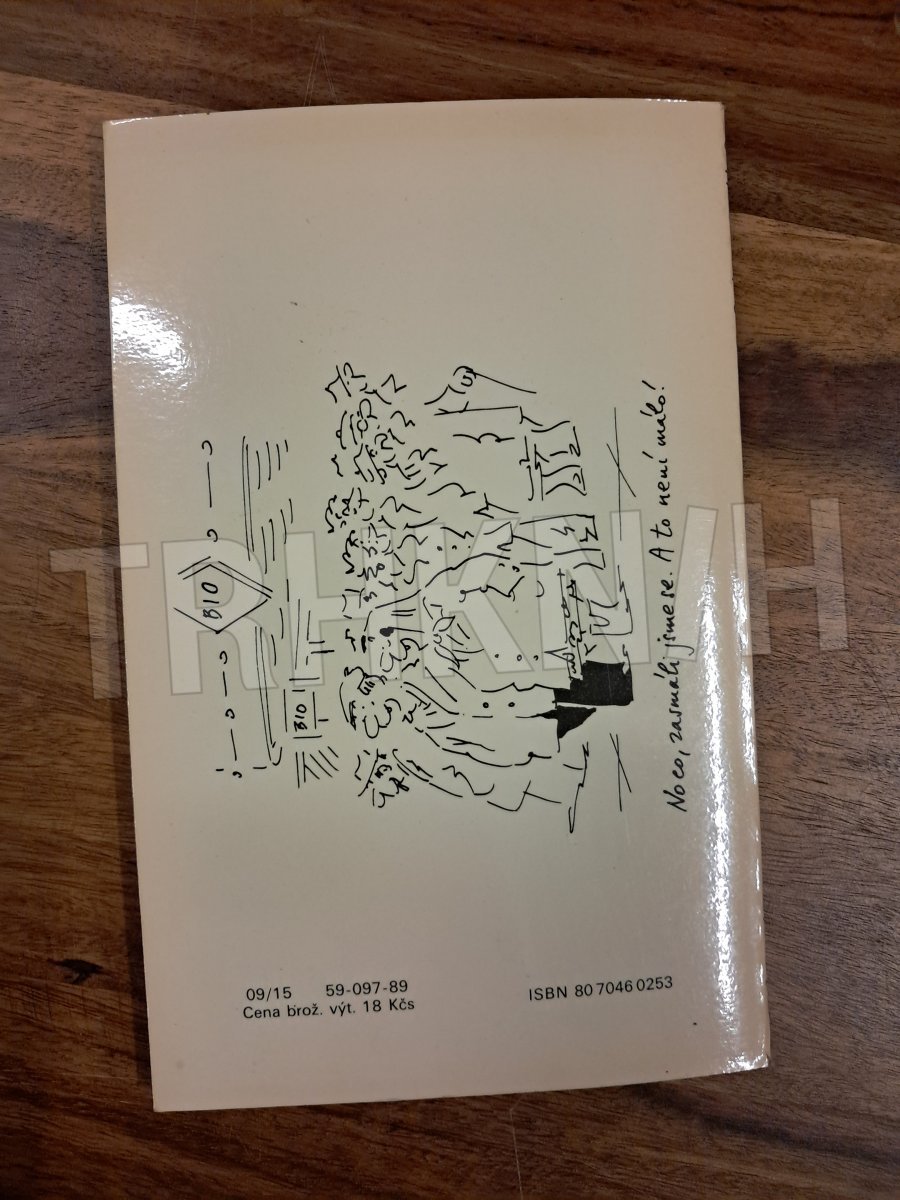 BIO
BIO
No co, zasmáli jsme se. A to není málo!
09/15 59-097-89
Cena brož. výt. 18 Kčs
ISBN 80 7046 0253
TRHKNIH